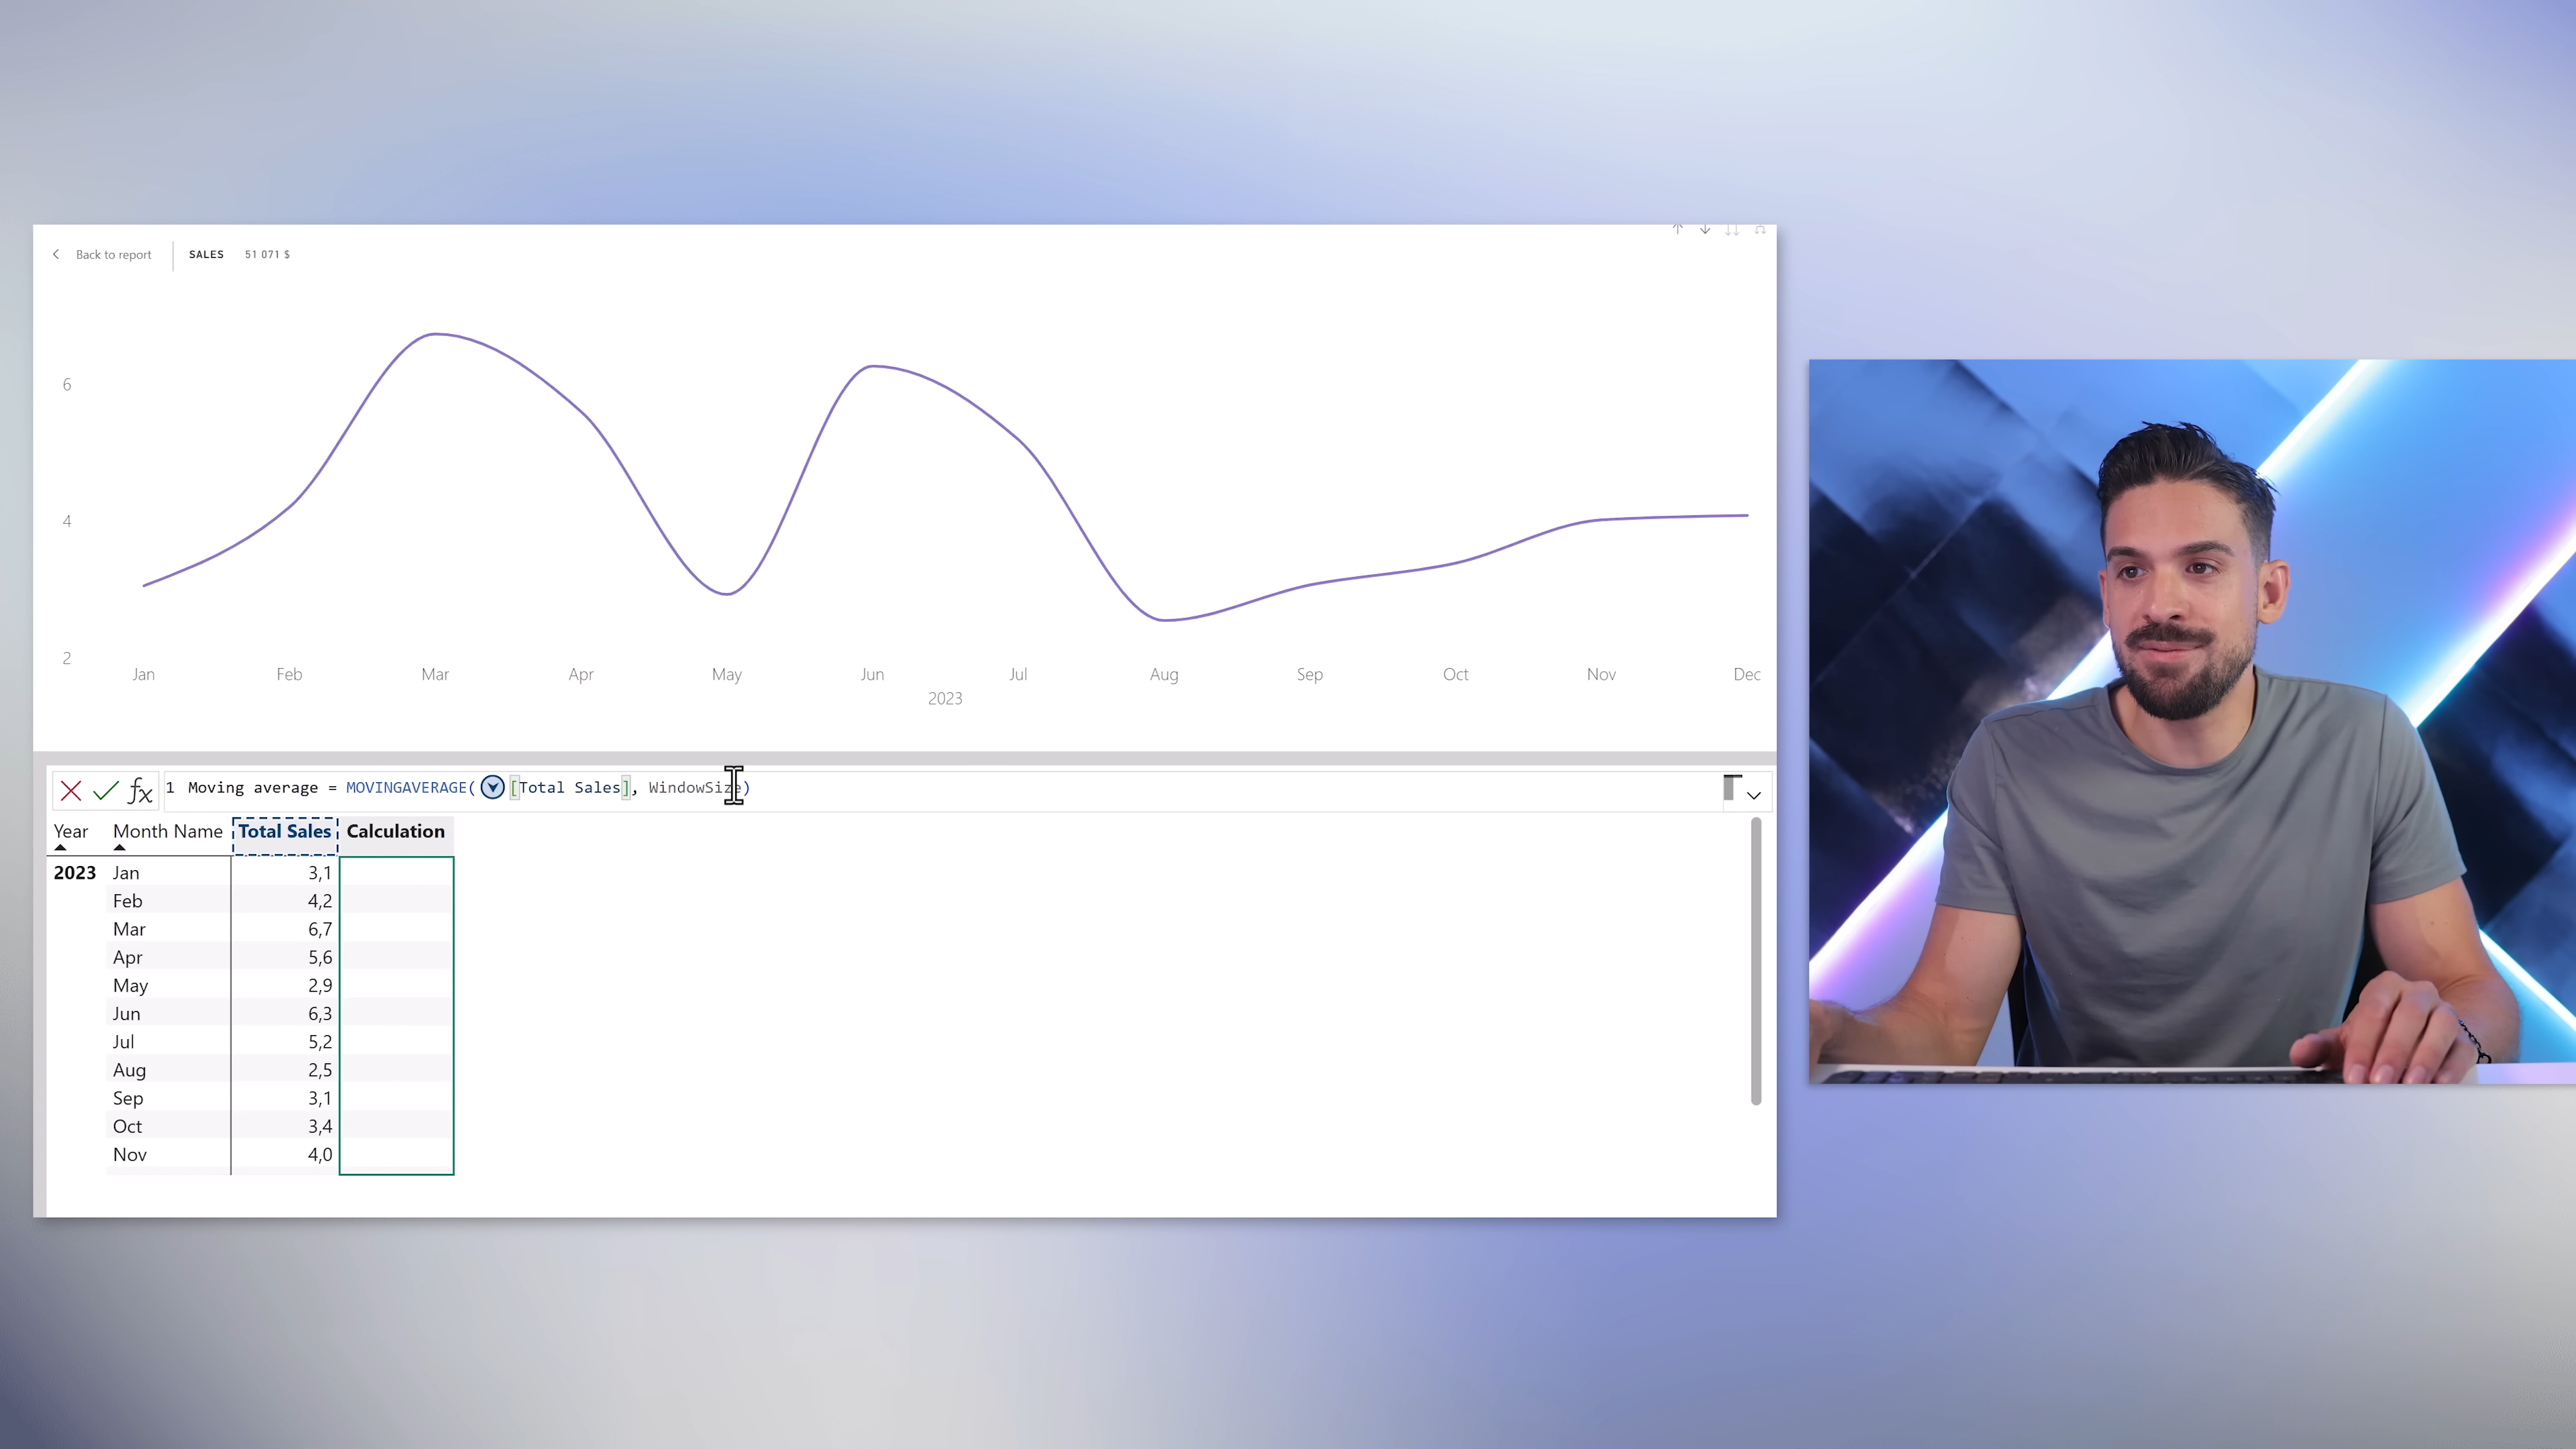 Back to report SALES 51 071 $
6
4
2
Jan Feb Mar Apr May Jun Jul Aug Sep Oct Nov Dec
2023
fx 1 Moving average = MOVINGAVERAGE( [Total Sales], WindowSize)
Year Month Name Total Sales Calculation
2023 Jan 3,1
Feb 4,2
Mar 6,7
Apr 5,6
May 2,9
Jun 6,3
Jul 5,2
Aug 2,5
Sep 3,1
Oct 3,4
Nov 4,0